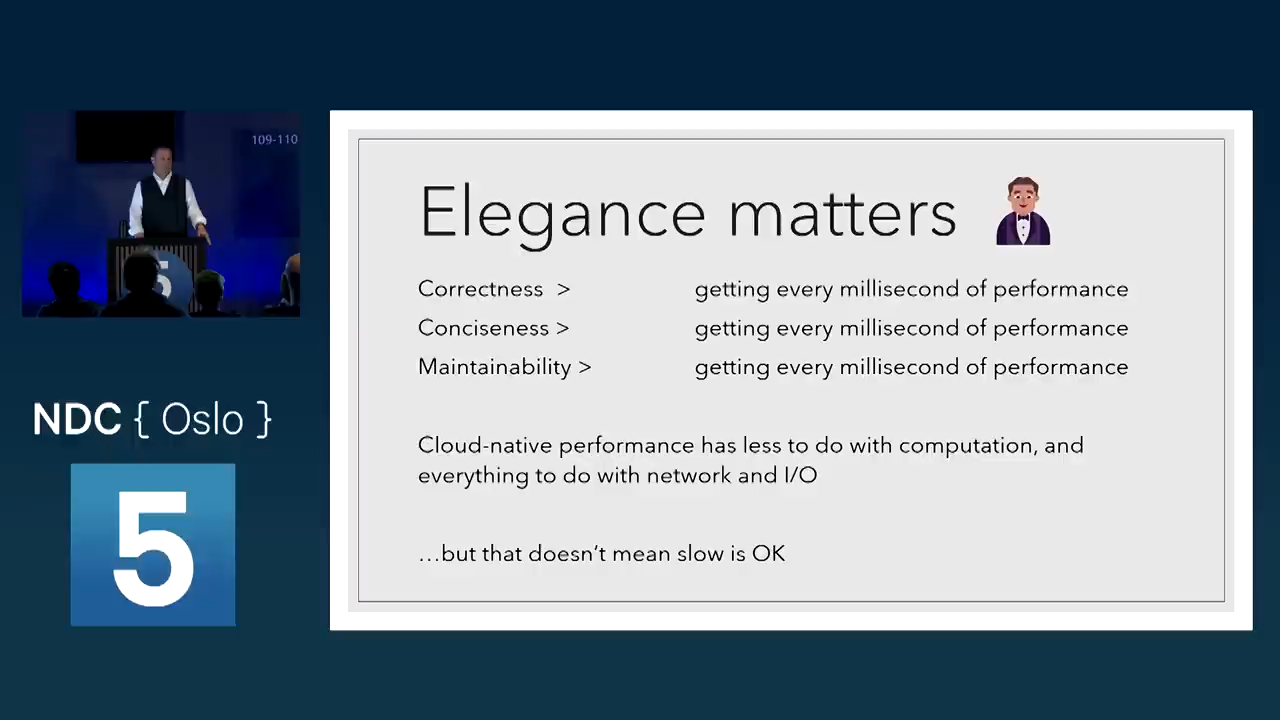 109-110
5
NDC { Oslo }
5
Elegance matters
Correctness > getting every millisecond of performance
Conciseness > getting every millisecond of performance
Maintainability > getting every millisecond of performance
Cloud-native performance has less to do with computation, and
everything to do with network and I/O
…but that doesn't mean slow is OK